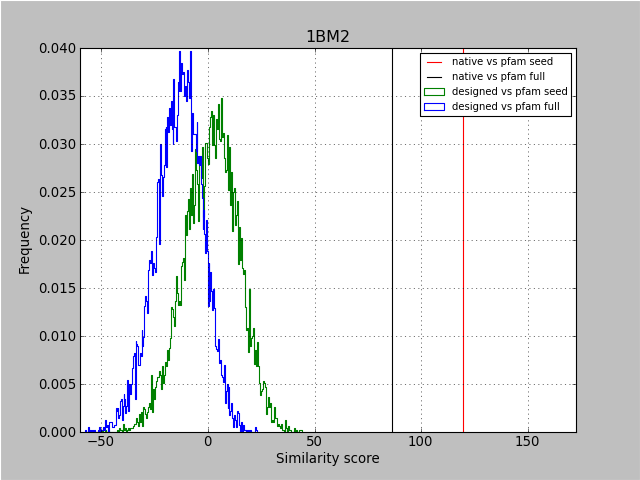 1BM2
0.040
0.035
0.030
0.025
0.020
0.015
0.010
0.005
0.000
Frequency
−50
0
50
100
150
Similarity score
native vs pfam seed
native vs pfam full
designed vs pfam seed
designed vs pfam full